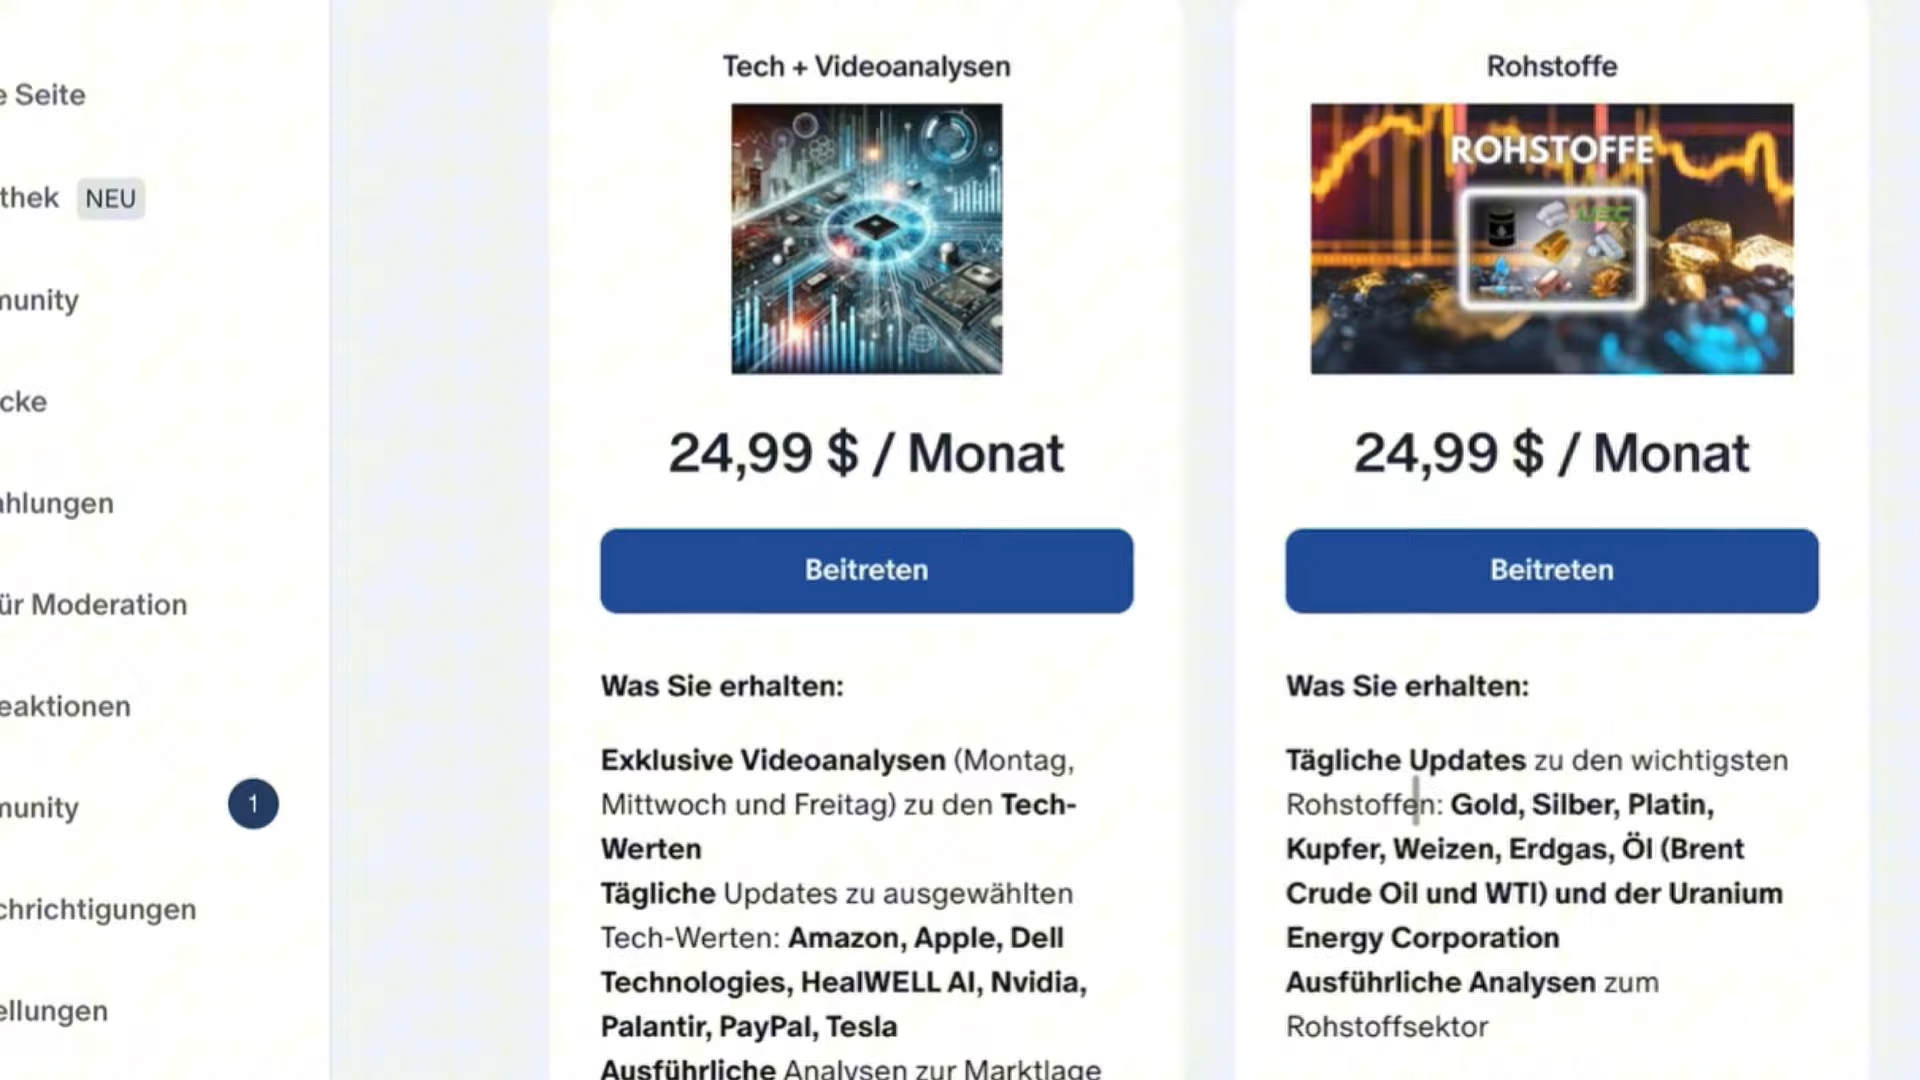 e Seite
thek NEU
munity
cke
ahlungen
ür Moderation
eaktionen
munity 1
chrichtigungen
ellungen
Tech + Videoanalysen
24,99 $ / Monat
Beitreten
Was Sie erhalten:
Exklusive Videoanalysen (Montag,
Mittwoch und Freitag) zu den Tech-
Werten
Tägliche Updates zu ausgewählten
Tech-Werten: Amazon, Apple, Dell
Technologies, HealWELL AI, Nvidia,
Palantir, PayPal, Tesla
Ausführliche Analysen zur Marktlage
Rohstoffe
ROHSTOFFE
UEC
24,99 $ / Monat
Beitreten
Was Sie erhalten:
Tägliche Updates zu den wichtigsten
Rohstoffen: Gold, Silber, Platin,
Kupfer, Weizen, Erdgas, Öl (Brent
Crude Oil und WTI) und der Uranium
Energy Corporation
Ausführliche Analysen zum
Rohstoffsektor